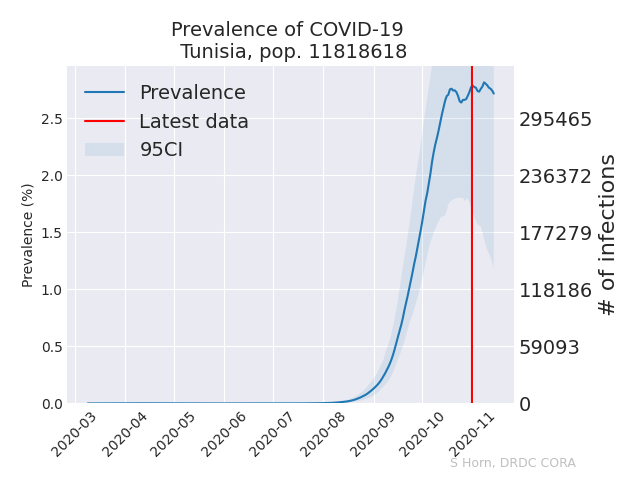 Prevalence of COVID-19
Tunisia, pop. 11818618
Prevalence
Latest data
95CI
Prevalence (%)
2.5
2.0
1.5
1.0
0.5
0.0
295465
236372
177279
118186
59093
0
# of infections
2020-03
2020-04
2020-05
2020-06
2020-07
2020-08
2020-09
2020-10
2020-11
S Horn, DRDC CORA